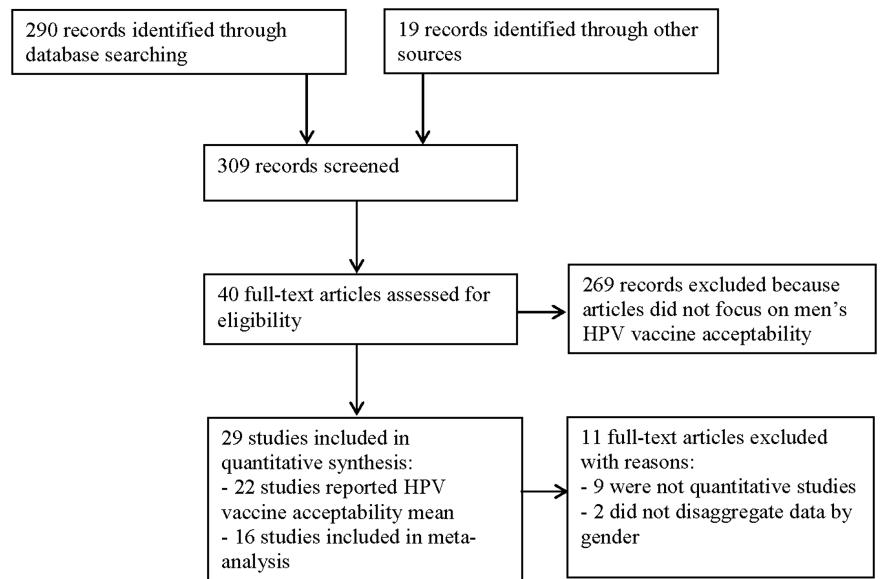 290 records identified through
database searching
19 records identified through other
sources
309 records screened
40 full-text articles assessed for
eligibility
269 records excluded because
articles did not focus on men’s
HPV vaccine acceptability
29 studies included in
quantitative synthesis:
- 22 studies reported HPV
vaccine acceptability mean
- 16 studies included in meta-
analysis
11 full-text articles excluded
with reasons:
- 9 were not quantitative studies
- 2 did not disaggregate data by
gender